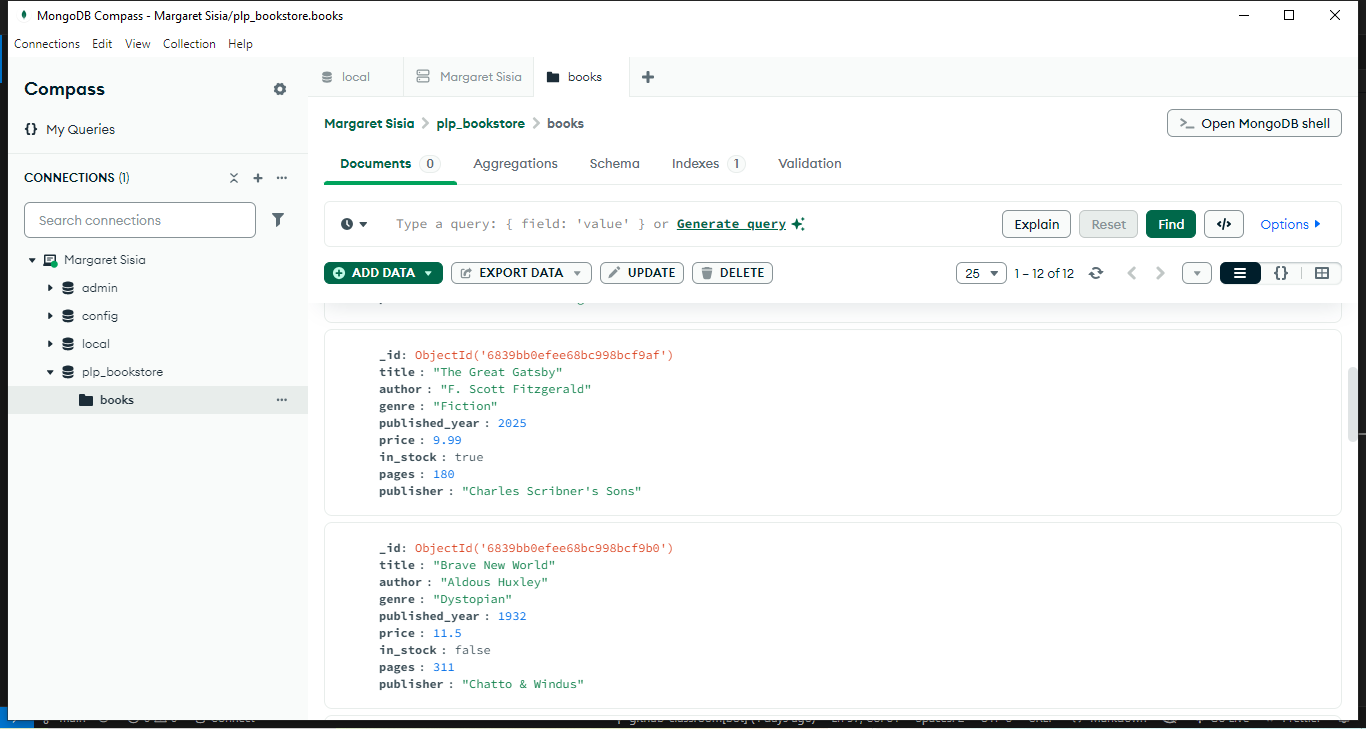 MongoDB Compass - Margaret Sisia/plp_bookstore.books
Connections Edit View Collection Help
Compass
My Queries
CONNECTIONS (1)
Search connections
Margaret Sisia
admin
config
local
plp_bookstore
books
local Margaret Sisia books
Margaret Sisia > plp_bookstore > books
>_ Open MongoDB shell
Documents 0 Aggregations Schema Indexes 1 Validation
Type a query: { field: 'value' } or Generate query
Explain Reset Find </> Options
ADD DATA EXPORT DATA UPDATE DELETE
25 1 – 12 of 12 {}
_id: ObjectId('6839bb0efee68bc998bcf9af')
title : "The Great Gatsby"
author : "F. Scott Fitzgerald"
genre : "Fiction"
published_year : 2025
price : 9.99
in_stock : true
pages : 180
publisher : "Charles Scribner's Sons"
_id: ObjectId('6839bb0efee68bc998bcf9b0')
title : "Brave New World"
author : "Aldous Huxley"
genre : "Dystopian"
published_year : 1932
price : 11.5
in_stock : false
pages : 311
publisher : "Chatto & Windus"